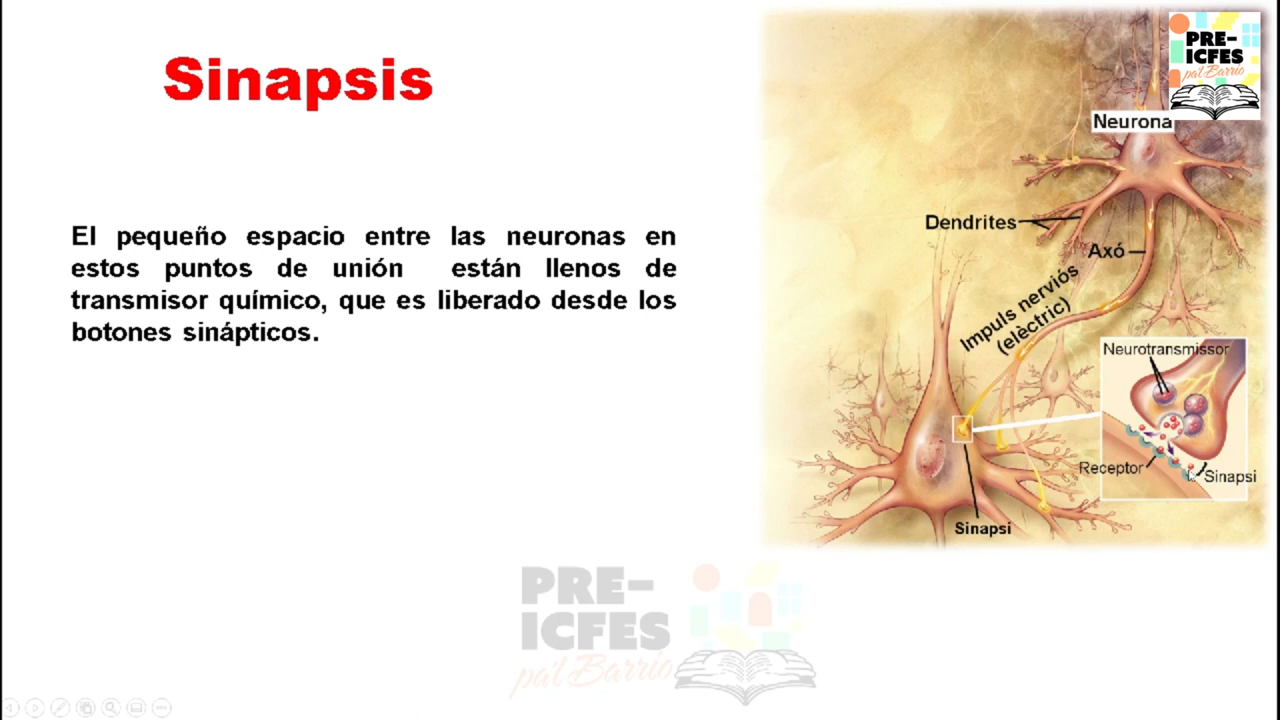 Sinapsis
El pequeño espacio entre las neuronas en
estos puntos de unión están llenos de
transmisor químico, que es liberado desde los
botones sinápticos.
PRE-
ICFES
pa'l Barrio
Neurona
Dendrites
Axó
Impuls nerviós
(elèctric)
Neurotransmissor
Receptor
Sinapsi
Sinapsi
PRE-
ICFES
pa'l Barrio